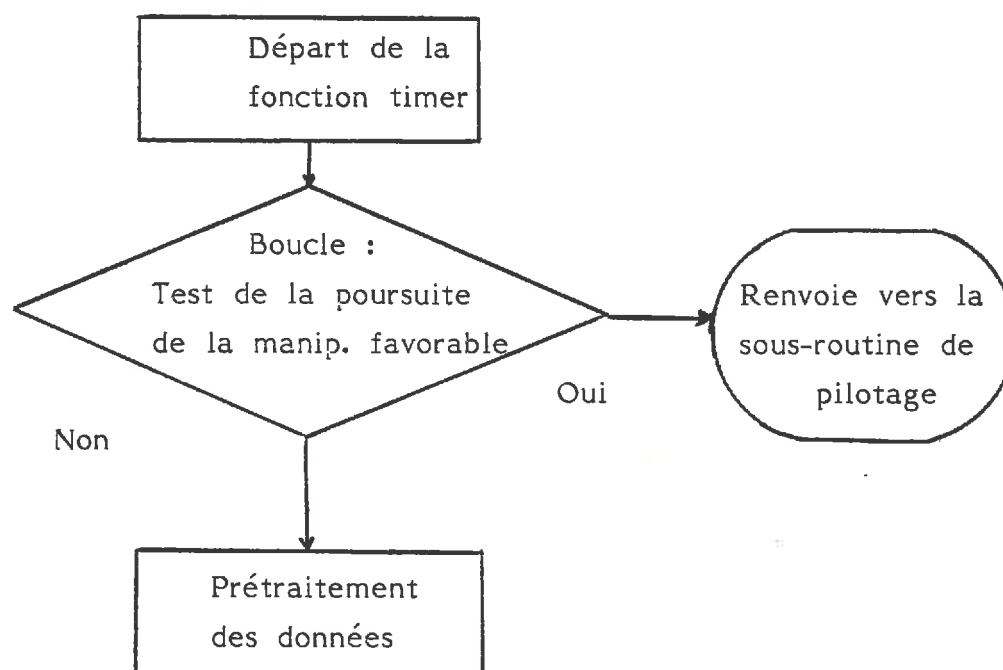 Départ de la
fonction timer
Boucle :
Test de la poursuite
de la manip. favorable
Renvoie vers la
sous-routine de
pilotage
Oui
Non
Prétraitement
des données